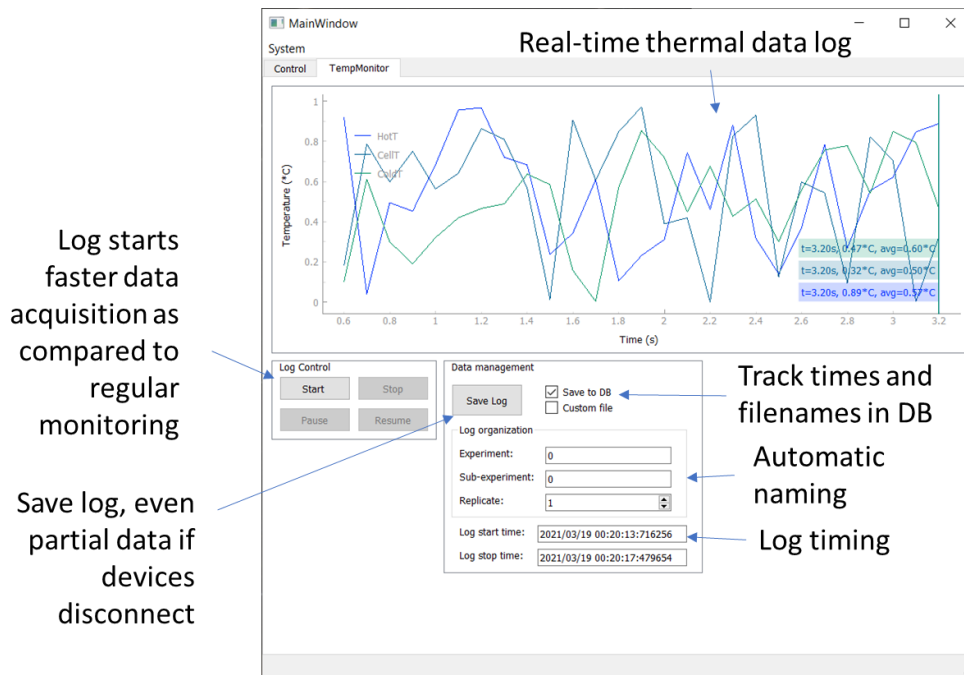 MainWindow
System
Real-time thermal data log
Control
TempMonitor
1
0.8
0.6
0.4
0.2
0
Temperature (*C)
HotT
CellT
ColdT
t=3.20s, 0.47*C, avg=0.60*C
t=3.20s, 0.32*C, avg=0.50*C
t=3.20s, 0.89*C, avg=0.57*C
0.6 0.8 1 1.2 1.4 1.6 1.8 2 2.2 2.4 2.6 2.8 3 3.2
Time (s)
Log starts
faster data
acquisition as
compared to
regular
monitoring
Log Control
Start
Stop
Pause
Resume
Data management
Save Log
Save to DB
Custom file
Track times and
filenames in DB
Log organization
Experiment: 0
Sub-experiment: 0
Replicate: 1
Automatic
naming
Save log, even
partial data if
devices
disconnect
Log start time: 2021/03/19 00:20:13:716256
Log stop time: 2021/03/19 00:20:17:479654
Log timing